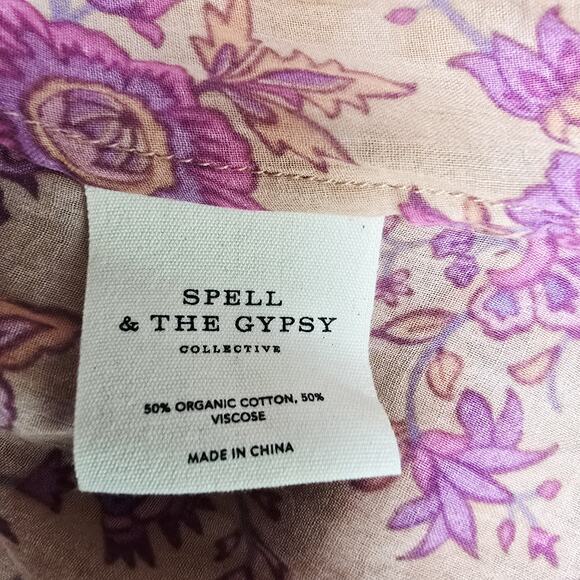 SPELL
& THE GYPSY
COLLECTIVE
50% ORGANIC COTTON, 50%
VISCOSE
MADE IN CHINA